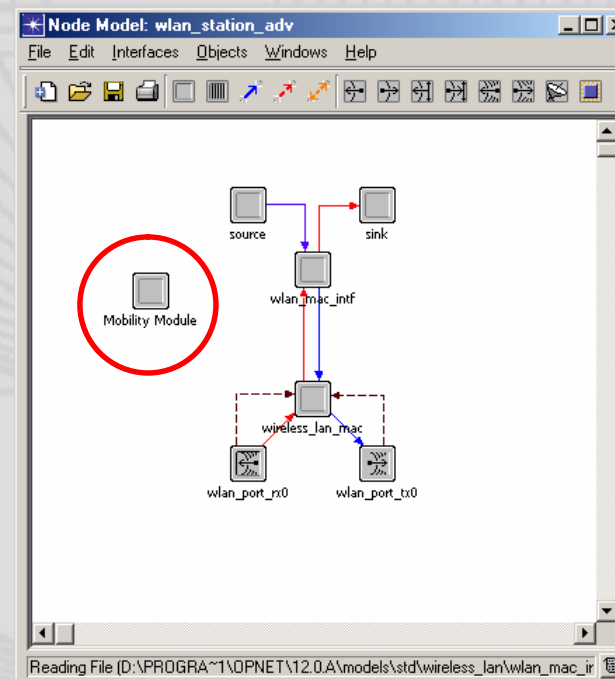 Node Model: wlan_station_adv
File Edit Interfaces Objects Windows Help
source
sink
wlan_mac_intf
Mobility Module
wireless_lan_mac
wlan_port_rx0
wlan_port_tx0
Reading File (D:\PROGRA~1\OPNET\12.0.A\models\std\wireless_lan\wlan_mac_ir